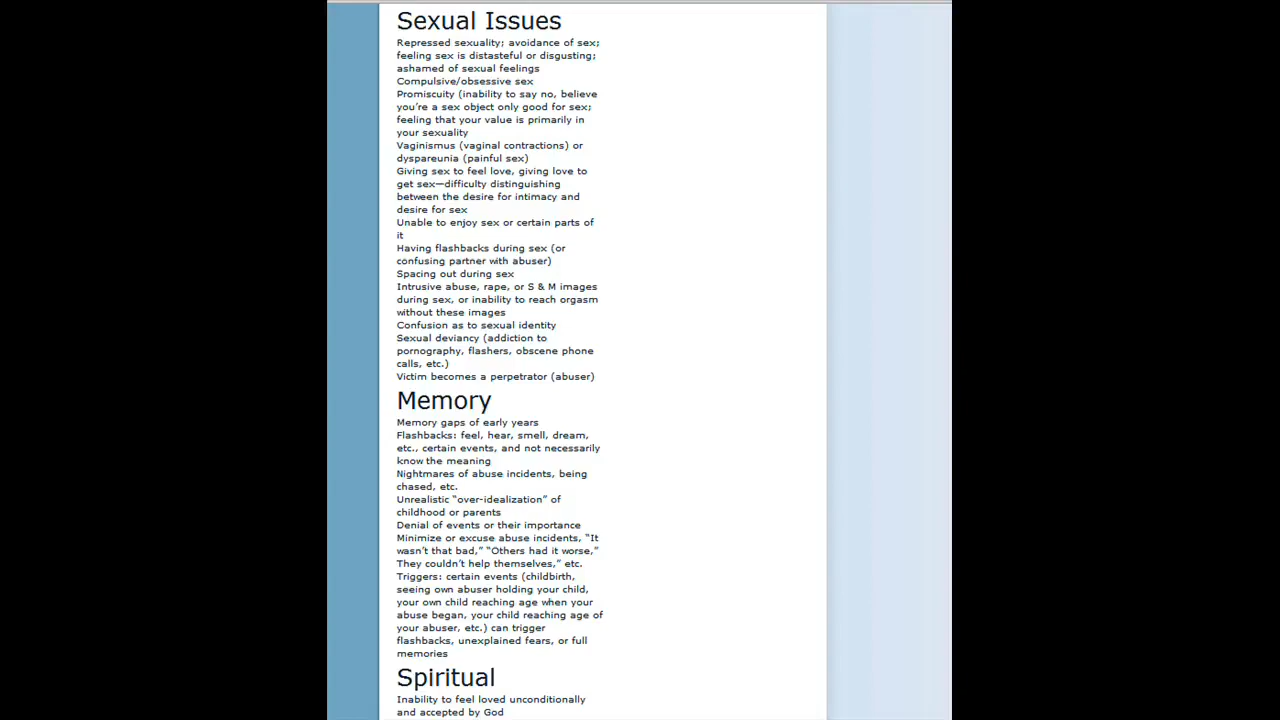 Sexual Issues
Repressed sexuality; avoidance of sex;
feeling sex is distasteful or disgusting;
ashamed of sexual feelings
Compulsive/obsessive sex
Promiscuity (inability to say no, believe
you’re a sex object only good for sex;
feeling that your value is primarily in
your sexuality
Vaginismus (vaginal contractions) or
dyspareunia (painful sex)
Giving sex to feel love, giving love to
get sex—difficulty distinguishing
between the desire for intimacy and
desire for sex
Unable to enjoy sex or certain parts of
it
Having flashbacks during sex (or
confusing partner with abuser)
Spacing out during sex
Intrusive abuse, rape, or S & M images
during sex, or inability to reach orgasm
without these images
Confusion as to sexual identity
Sexual deviancy (addiction to
pornography, flashers, obscene phone
calls, etc.)
Victim becomes a perpetrator (abuser)
Memory
Memory gaps of early years
Flashbacks: feel, hear, smell, dream,
etc., certain events, and not necessarily
know the meaning
Nightmares of abuse incidents, being
chased, etc.
Unrealistic “over-idealization” of
childhood or parents
Denial of events or their importance
Minimize or excuse abuse incidents, “It
wasn’t that bad,” “Others had it worse,”
They couldn’t help themselves,” etc.
Triggers: certain events (childbirth,
seeing own abuser holding your child,
your own child reaching age when your
abuse began, your child reaching age of
your abuser, etc.) can trigger
flashbacks, unexplained fears, or full
memories
Spiritual
Inability to feel loved unconditionally
and accepted by God